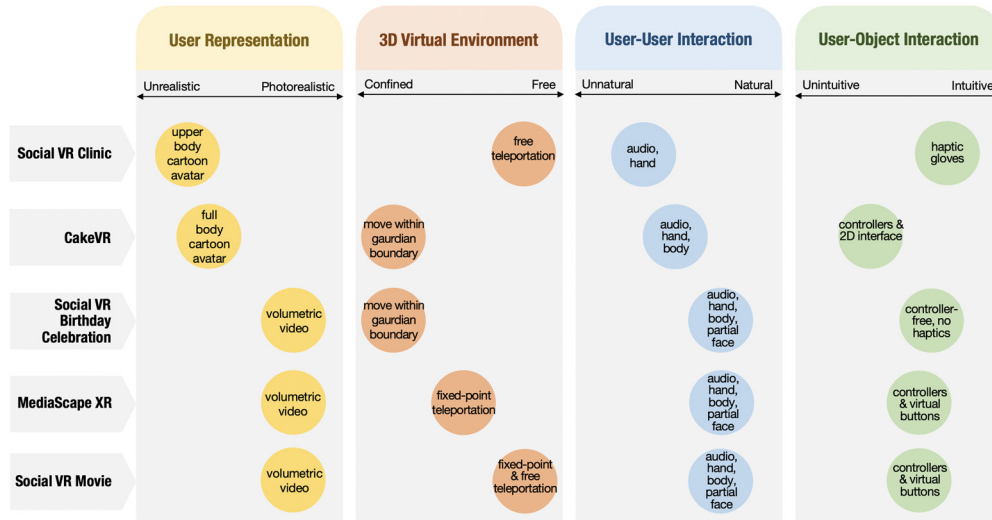 User Representation
3D Virtual Environment
User-User Interaction
User-Object Interaction
Unrealistic
Photorealistic
Confined
Free
Unnatural
Natural
Unintuitive
Intuitive
Social VR Clinic
upper
body
cartoon
avatar
free
teleportation
audio,
hand
haptic
gloves
CakeVR
full
body
cartoon
avatar
move within
gaurdian
boundary
audio,
hand,
body
controllers &
2D interface
Social VR
Birthday
Celebration
volumetric
video
move within
gaurdian
boundary
audio,
hand,
body,
partial
face
controller-
free, no
haptics
MediaScape XR
volumetric
video
fixed-point
teleportation
audio,
hand,
body,
partial
face
controllers
& virtual
buttons
Social VR Movie
volumetric
video
fixed-point
& free
teleportation
audio,
hand,
body,
partial
face
controllers
& virtual
buttons